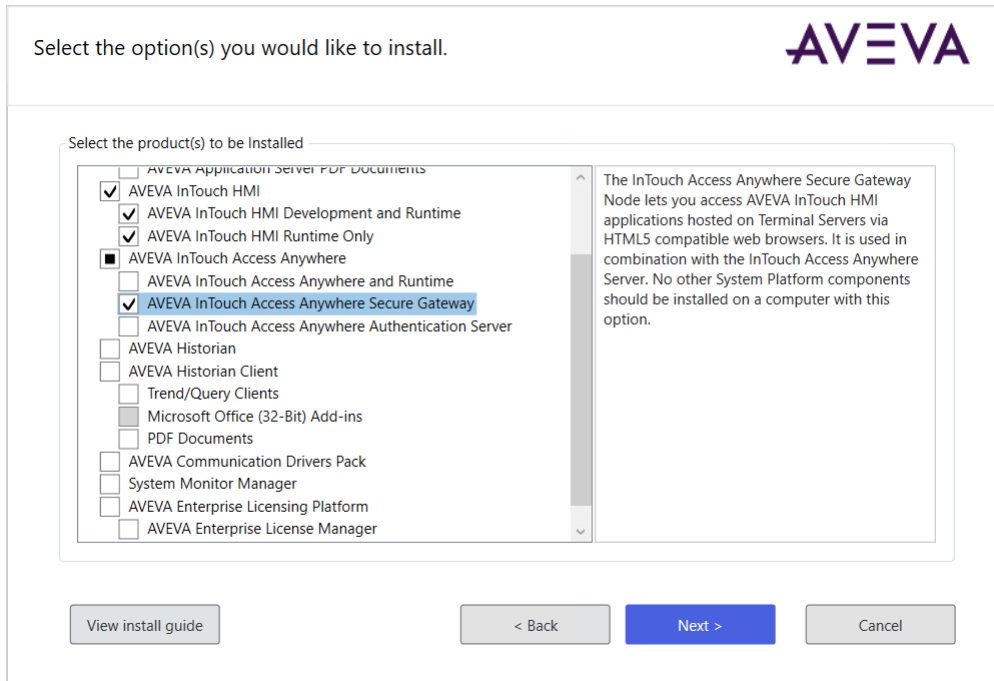 Select the option(s) you would like to install.
AVEVA
Select the product(s) to be Installed
AVEVA Application Server PDF Documents
AVEVA InTouch HMI
AVEVA InTouch HMI Development and Runtime
AVEVA InTouch HMI Runtime Only
AVEVA InTouch Access Anywhere
AVEVA InTouch Access Anywhere and Runtime
AVEVA InTouch Access Anywhere Secure Gateway
AVEVA InTouch Access Anywhere Authentication Server
AVEVA Historian
AVEVA Historian Client
Trend/Query Clients
Microsoft Office (32-Bit) Add-ins
PDF Documents
AVEVA Communication Drivers Pack
System Monitor Manager
AVEVA Enterprise Licensing Platform
AVEVA Enterprise License Manager
The InTouch Access Anywhere Secure Gateway
Node lets you access AVEVA InTouch HMI
applications hosted on Terminal Servers via
HTML5 compatible web browsers. It is used in
combination with the InTouch Access Anywhere
Server. No other System Platform components
should be installed on a computer with this
option.
View install guide
< Back
Next >
Cancel